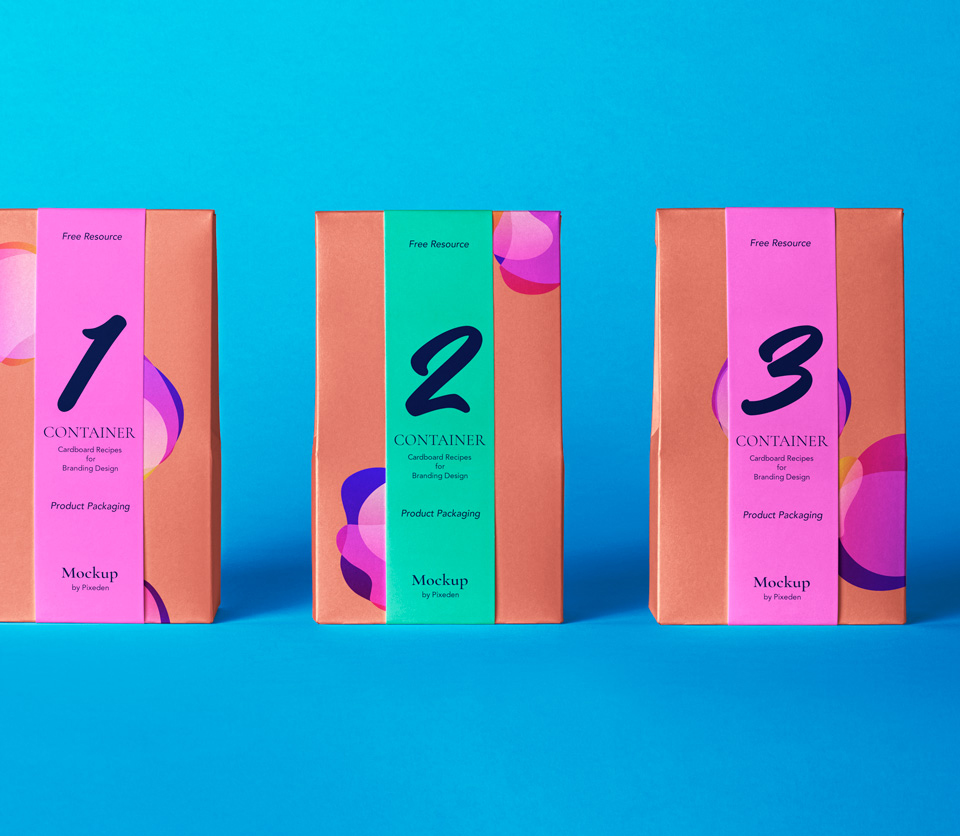 Free Resource
1
CONTAINER
Cardboard Recipes
for
Branding Design
Product Packaging
Mockup
by Pixeden
Free Resource
2
CONTAINER
Cardboard Recipes
for
Branding Design
Product Packaging
Mockup
by Pixeden
Free Resource
3
CONTAINER
Cardboard Recipes
for
Branding Design
Product Packaging
Mockup
by Pixeden